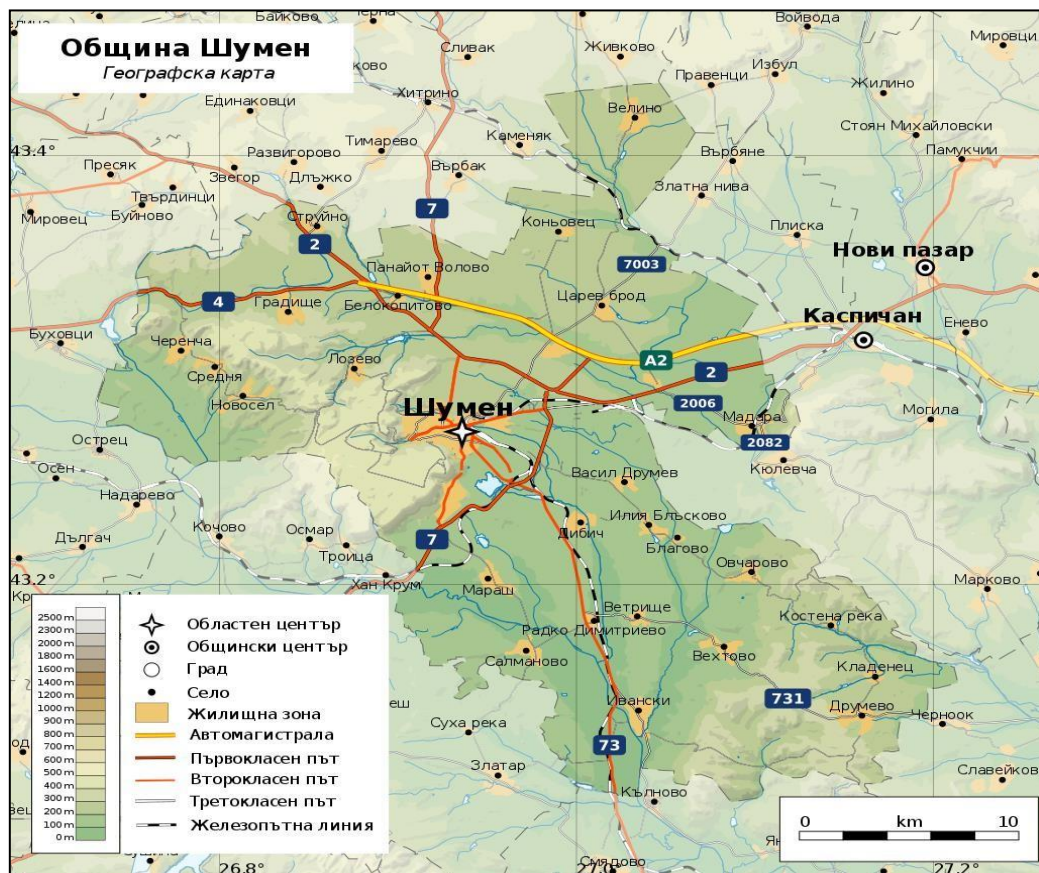 Община Шумен
Географска карта
Байково
Сливак
Живково
Войвода
Мировци
Правенци
Избул
Жилино
Единаковци
Хитрино
Велино
Стоян Михайловски
43.4°
Тимарево
Каменяк
Върбяне
Памукчии
Пресяк
Развигорово
Звегор
Длъжко
Върбак
Твърдинци
Златна нива
Мировец
Буйново
Струйно
7
Коньовец
Плиска
2
Нови пазар
7003
Панайот Волово
4
Градище
Белокопитово
Царев брод
Каспичан
Буховци
Енево
Черенча
Лозево
A2
2
Средня
Новосел
2006
Шумен
Мадара
Могила
Острец
2082
Осен
Васил Друмев
Кюлевча
Надарево
Кочово
Осмар
Дибич
Илия Блъсково
Дългач
Троица
7
Благово
43.2°
Хан Крум
Мараш
Овчарово
Марково
Ветрище
Костена река
Радко Димитриево
Салманово
Вехтово
Кладенец
Ивански
731
Друмево
Черноок
Суха река
73
Златар
Славейков
Кълново
Смядово
26.8°
27.0°
27.2°
2500 m
2300 m
2000 m
1800 m
1600 m
1400 m
1200 m
1000 m
900 m
800 m
700 m
600 m
500 m
400 m
300 m
200 m
100 m
0 m
Областен център
Общински център
Град
Село
Жилищна зона
Автомагистрала
Първокласен път
Второкласен път
Третокласен път
Железопътна линия
0 km 10